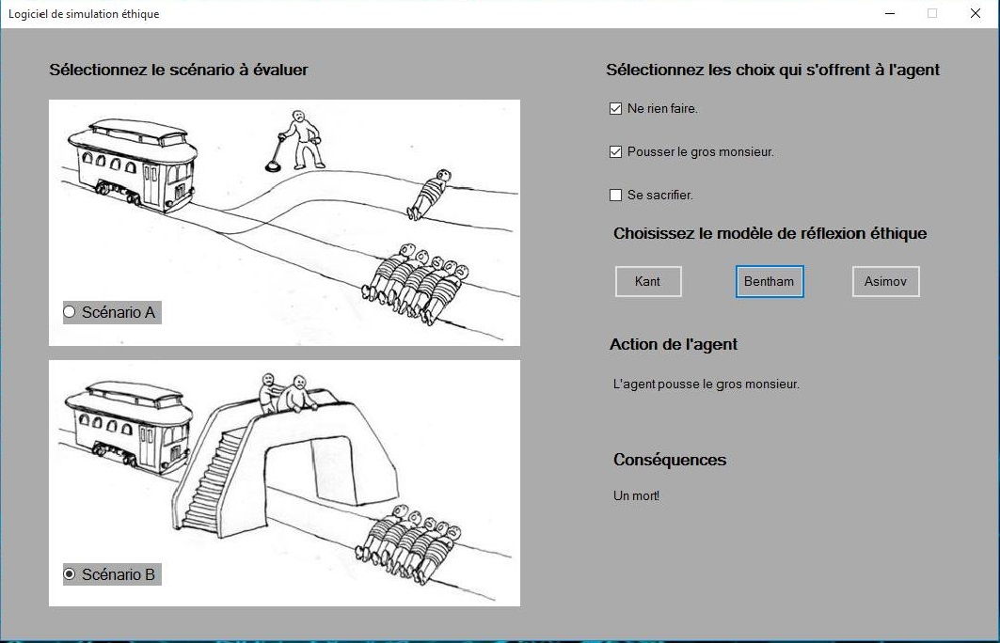 Logiciel de simulation éthique
Sélectionnez le scénario à évaluer
Scénario A
Scénario B
Sélectionnez les choix qui s'offrent à l'agent
Ne rien faire.
Pousser le gros monsieur.
Se sacrifier.
Choisissez le modèle de réflexion éthique
Kant Bentham Asimov
Action de l'agent
L'agent pousse le gros monsieur.
Conséquences
Un mort!